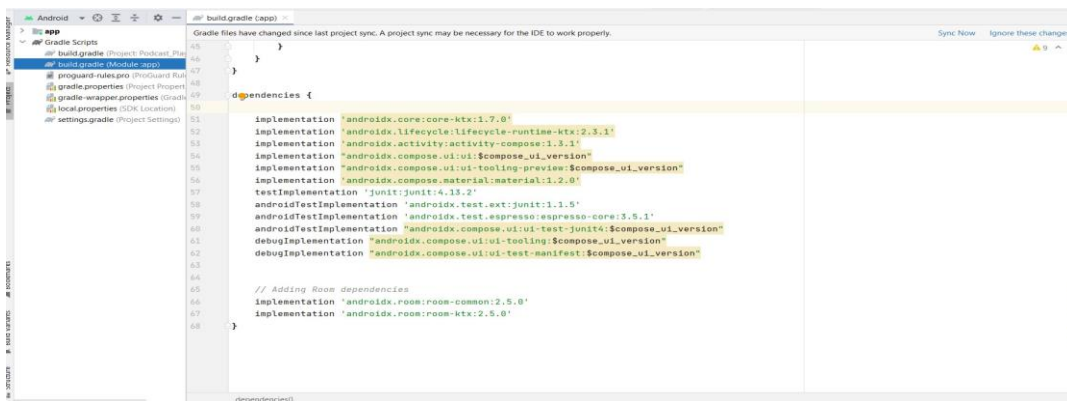 Android
build.gradle (:app)
Gradle files have changed since last project sync. A project sync may be necessary for the IDE to work properly.
Sync Now
Ignore these change
Resource Manager
app
Gradle Scripts
build.gradle (Project: Podcast_Pla
build.gradle (Module :app)
proguard-rules.pro (ProGuard Rul
gradle.properties (Project Propert
gradle-wrapper.properties (Gradl
local.properties (SDK Location)
settings.gradle (Project Settings)
Project
Bookmarks
Build Variants
Structure
9
45 }
46 }
47 }
48
49 dependencies {
50
51 implementation 'androidx.core:core-ktx:1.7.0'
52 implementation 'androidx.lifecycle:lifecycle-runtime-ktx:2.3.1'
53 implementation 'androidx.activity:activity-compose:1.3.1'
54 implementation "androidx.compose.ui:ui:$compose_ui_version"
55 implementation "androidx.compose.ui:ui-tooling-preview:$compose_ui_version"
56 implementation 'androidx.compose.material:material:1.2.0'
57 testImplementation 'junit:junit:4.13.2'
58 androidTestImplementation 'androidx.test.ext:junit:1.1.5'
59 androidTestImplementation 'androidx.test.espresso:espresso-core:3.5.1'
60 androidTestImplementation "androidx.compose.ui:ui-test-junit4:$compose_ui_version"
61 debugImplementation "androidx.compose.ui:ui-tooling:$compose_ui_version"
62 debugImplementation "androidx.compose.ui:ui-test-manifest:$compose_ui_version"
63
64
65 // Adding Room dependencies
66 implementation 'androidx.room:room-common:2.5.0'
67 implementation 'androidx.room:room-ktx:2.5.0'
68 }
dependencies{}